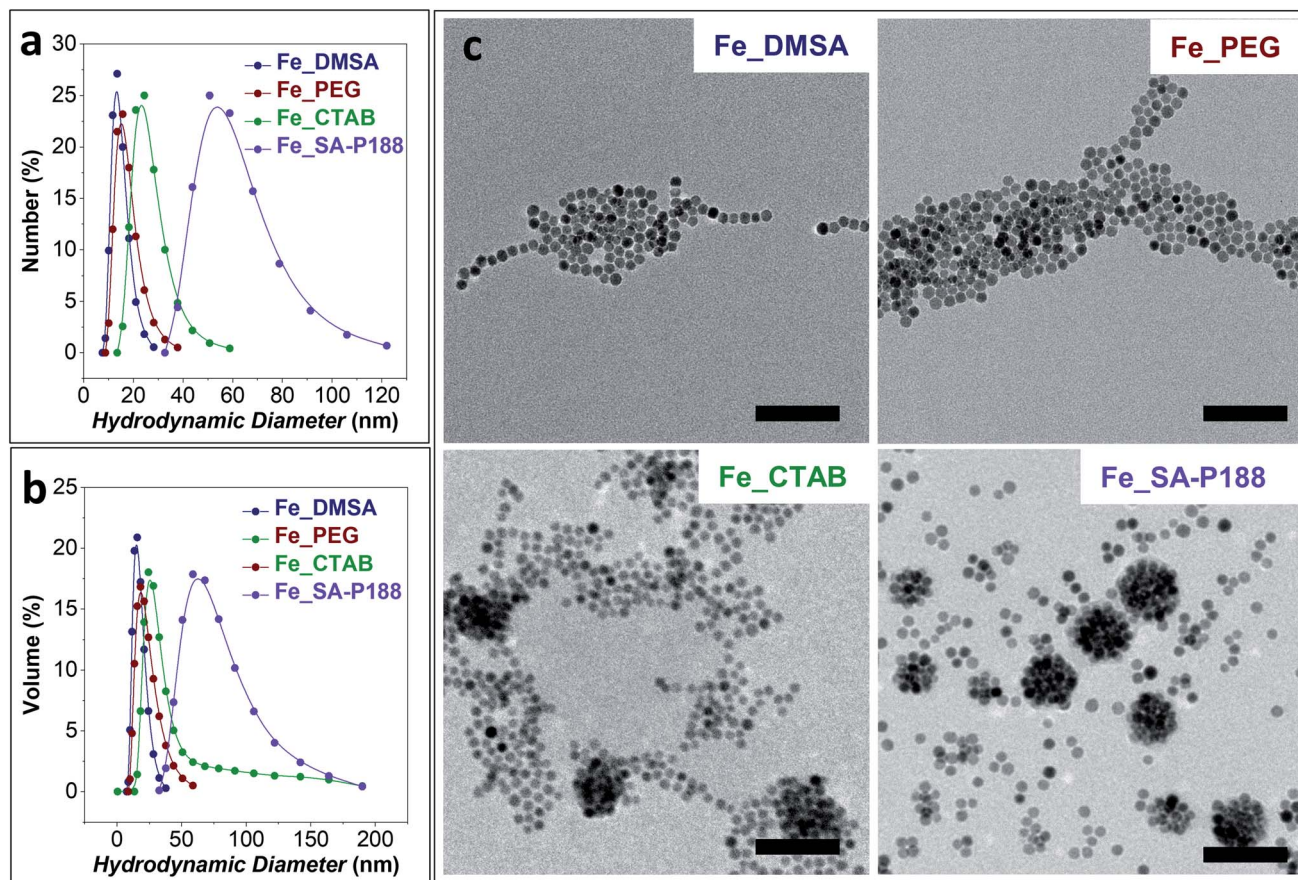 a
30
25
20
15
10
5
0
Number (%)
Fe_DMSA
Fe_PEG
Fe_CTAB
Fe_SA-P188
0 20 40 60 80 100 120
Hydrodynamic Diameter (nm)
b
25
20
15
10
5
0
Volume (%)
Fe_DMSA
Fe_PEG
Fe_CTAB
Fe_SA-P188
0 50 100 150 200
Hydrodynamic Diameter (nm)
c
Fe_DMSA
Fe_PEG
Fe_CTAB
Fe_SA-P188